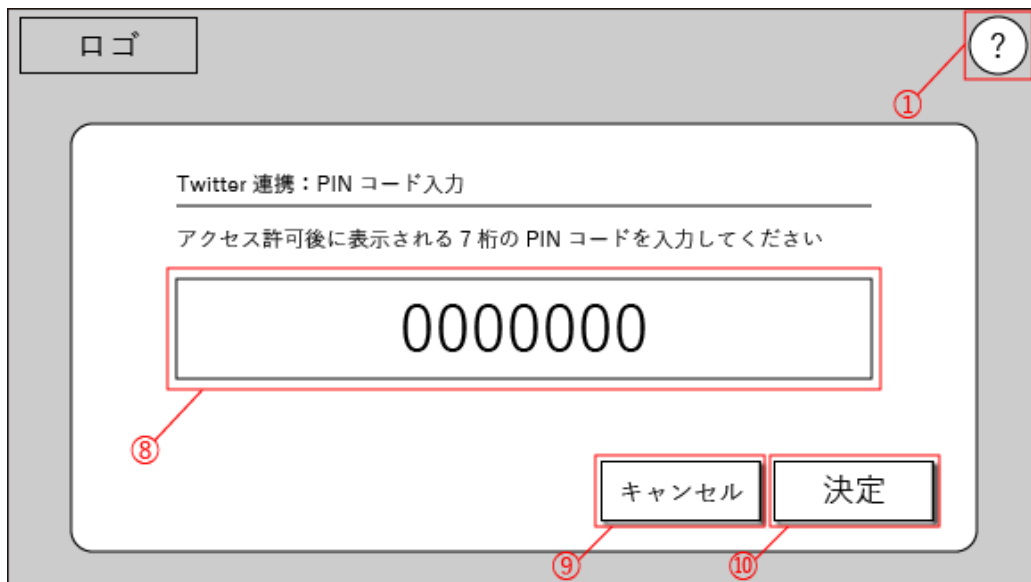 ロゴ
?
①
Twitter 連携：PIN コード入力
アクセス許可後に表示される 7 桁の PIN コードを入力してください
0000000
⑧
キャンセル
決定
⑨
⑩